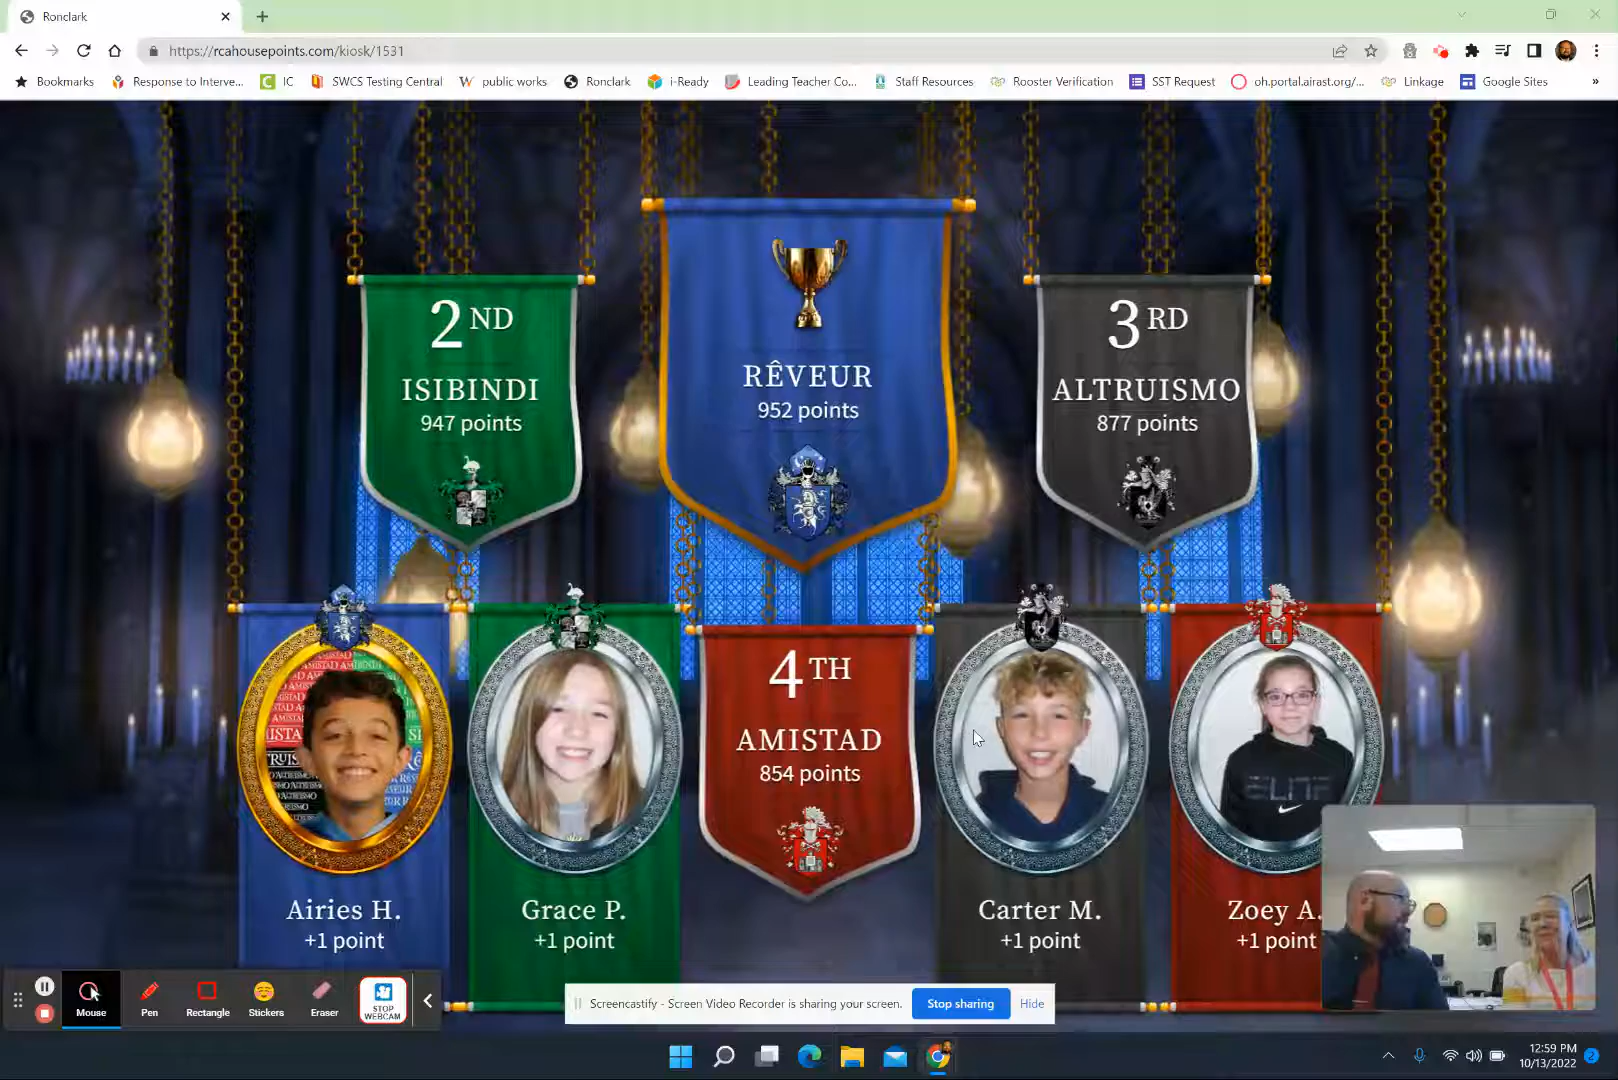 Ronclark
https://rcahousepoints.com/kiosk/1531
Bookmarks
Response to Interve...
IC
SWCS Testing Central
public works
Ronclark
i-Ready
Leading Teacher Co...
Staff Resources
Rooster Verification
SST Request
oh.portal.airast.org/...
Linkage
Google Sites
»
2ND
ISIBINDI
947 points
RÊVEUR
952 points
3RD
ALTRUISMO
877 points
4TH
AMISTAD
854 points
ELITE
Airies H.
+1 point
Grace P.
+1 point
Carter M.
+1 point
Zoey A.
+1 point
Mouse
Pen
Rectangle
Stickers
Eraser
STOP
WEBCAM
Screencastify - Screen Video Recorder is sharing your screen.
Stop sharing
Hide
12:59 PM
10/13/2022
2